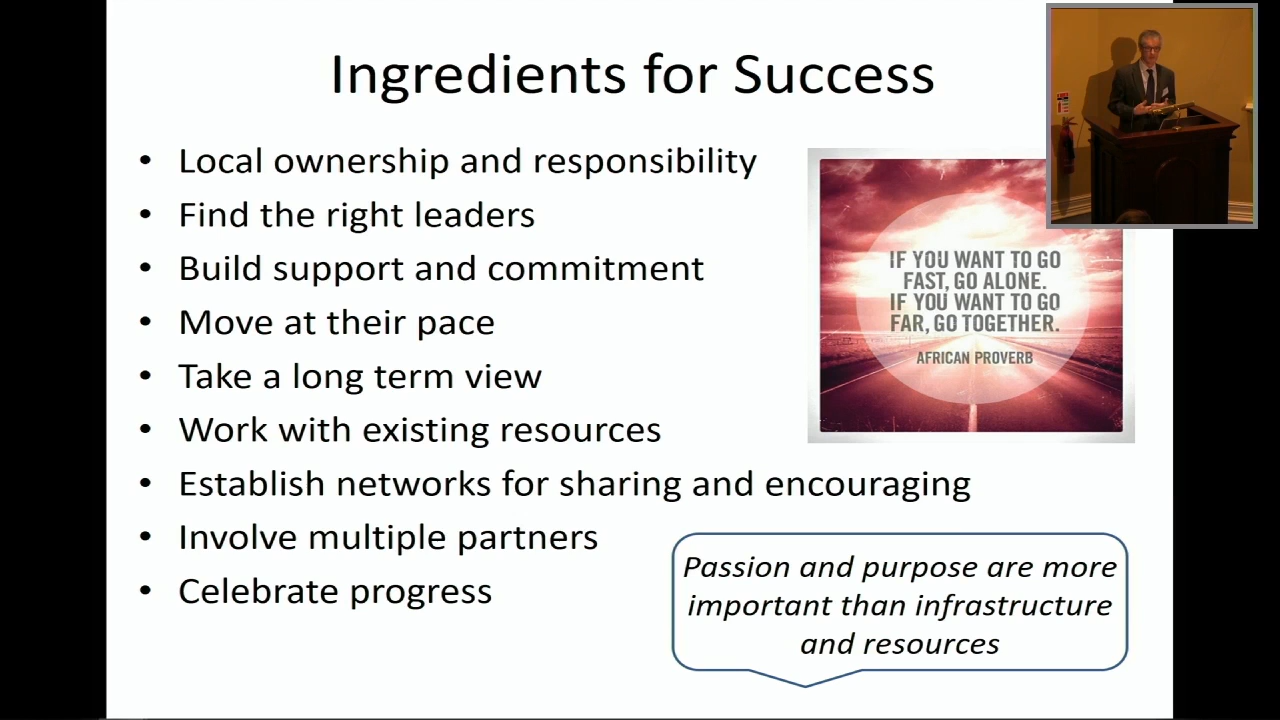 Ingredients for Success
• Local ownership and responsibility
• Find the right leaders
• Build support and commitment
• Move at their pace
• Take a long term view
• Work with existing resources
• Establish networks for sharing and encouraging
• Involve multiple partners
• Celebrate progress
IF YOU WANT TO GO
FAST, GO ALONE.
IF YOU WANT TO GO
FAR, GO TOGETHER.
AFRICAN PROVERB
Passion and purpose are more
important than infrastructure
and resources